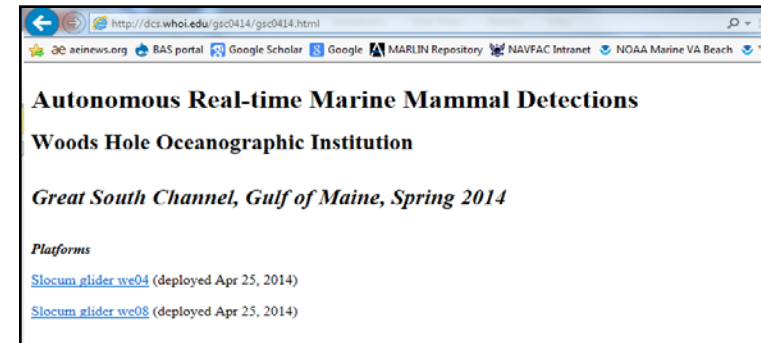 http://dcs.whoi.edu/gsc0414/gsc0414.html
aeinews.org BAS portal Google Scholar Google MARLIN Repository NAVFAC Intranet NOAA Marine VA Beach
Autonomous Real-time Marine Mammal Detections
Woods Hole Oceanographic Institution
Great South Channel, Gulf of Maine, Spring 2014
Platforms
Slocum glider we04 (deployed Apr 25, 2014)
Slocum glider we08 (deployed Apr 25, 2014)